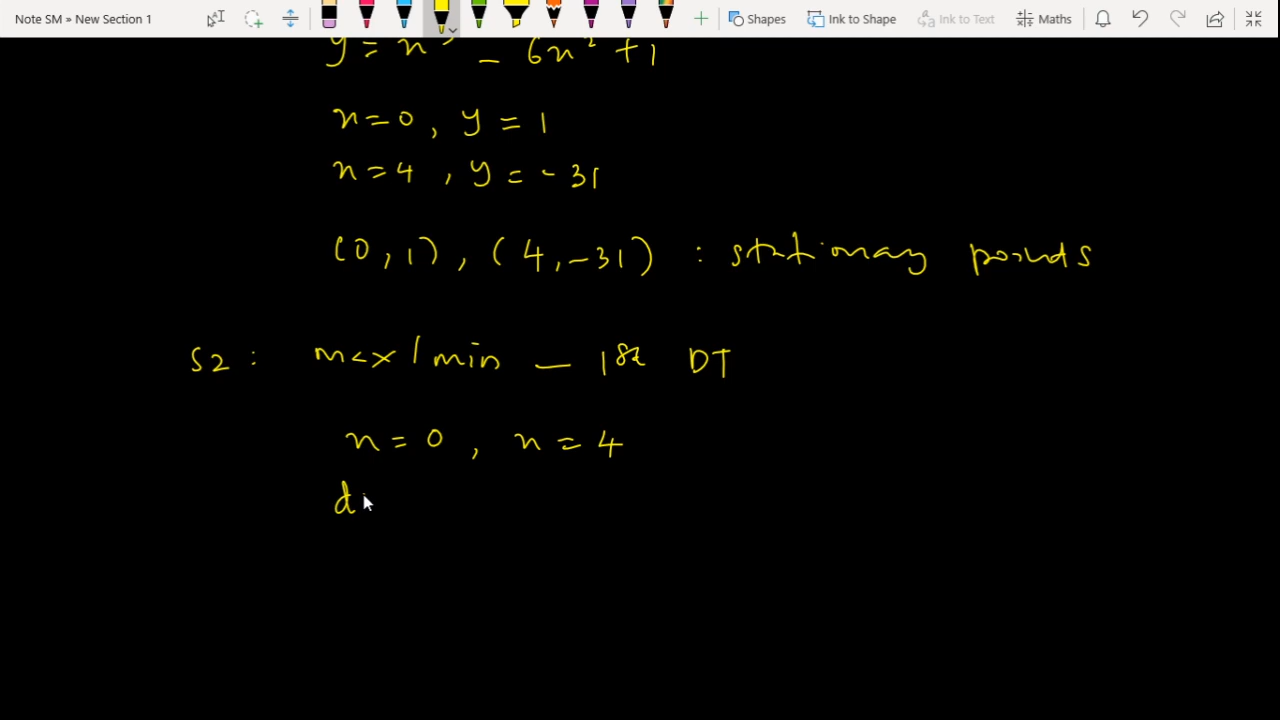 Note SM » New Section 1 Shapes Ink to Shape Ink to Text Maths
y = x³ - 6x² + 1
x = 0 , y = 1
x = 4 , y = -31
(0, 1) , (4, -31) : stationary points
S2 : max/min - 1st DT
x = 0 , x = 4
d